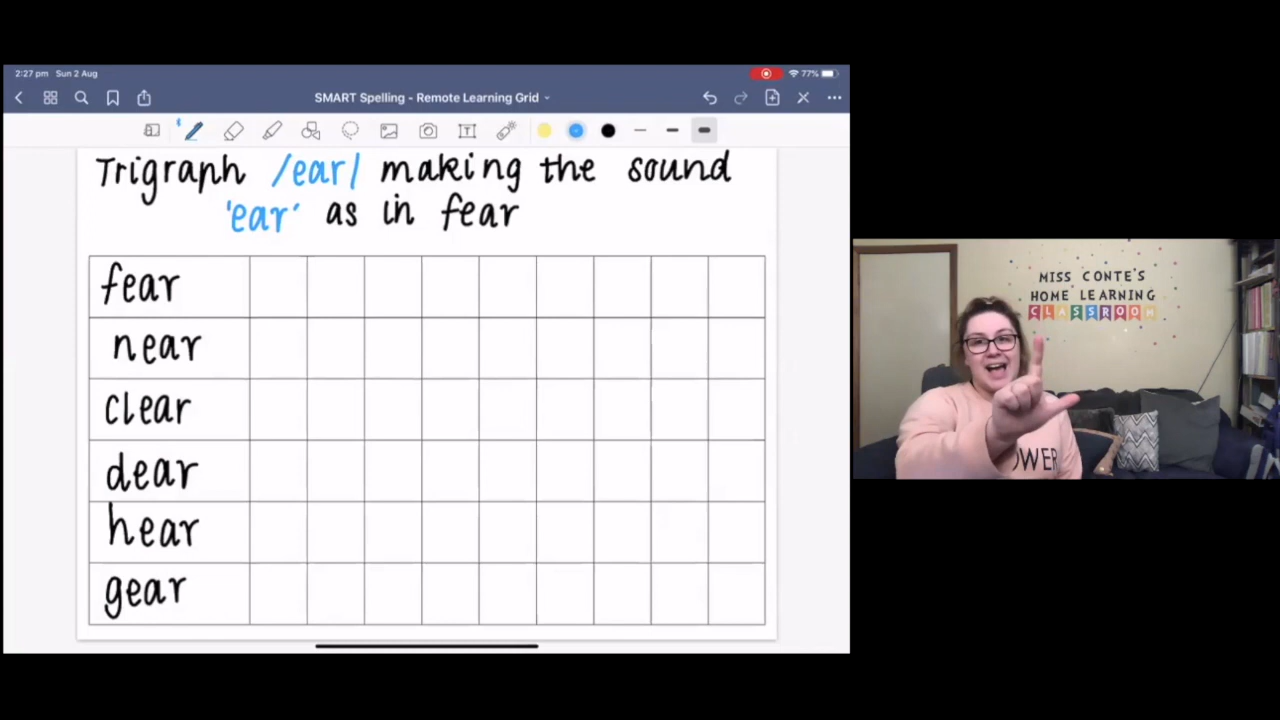 2:27 pm Sun 2 Aug
77%
SMART Spelling - Remote Learning Grid
Trigraph /ear/ making the sound
'ear' as in fear
fear
near
clear
dear
hear
gear
MISS CONTE'S
HOME LEARNING
CLASSROOM
OWER